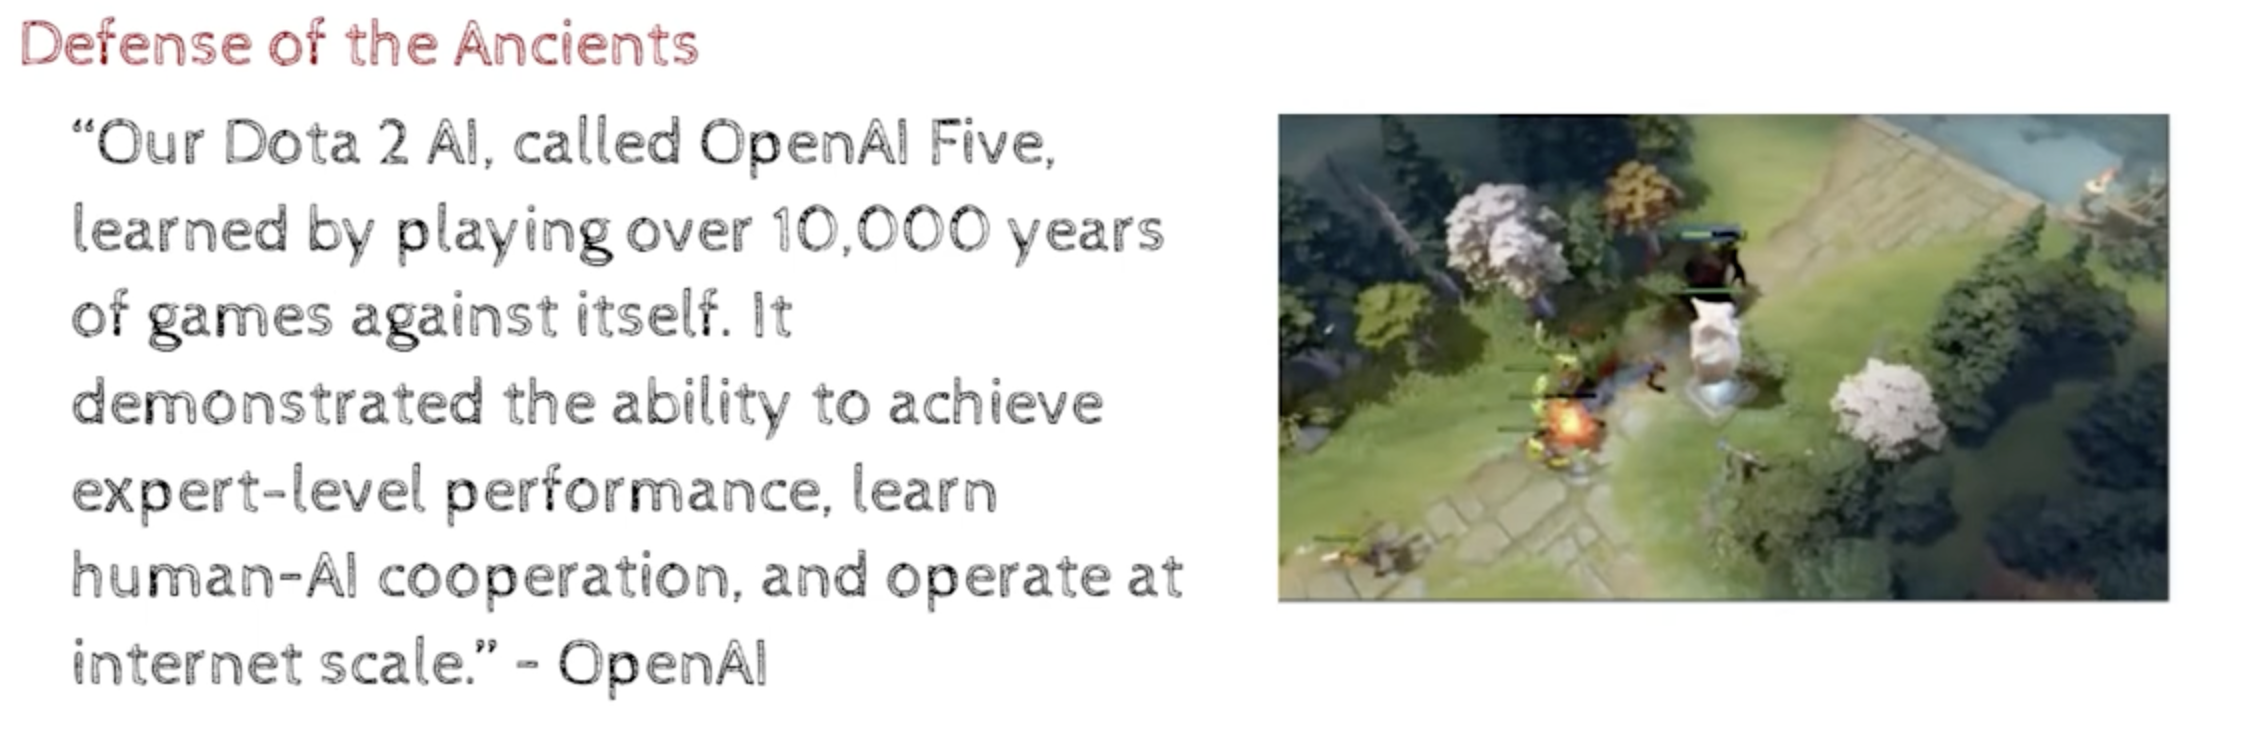 Defense of the Ancients
“Our Dota 2 AI, called OpenAI Five,
learned by playing over 10,000 years
of games against itself. It
demonstrated the ability to achieve
expert-level performance, learn
human-AI cooperation, and operate at
internet scale.” - OpenAI